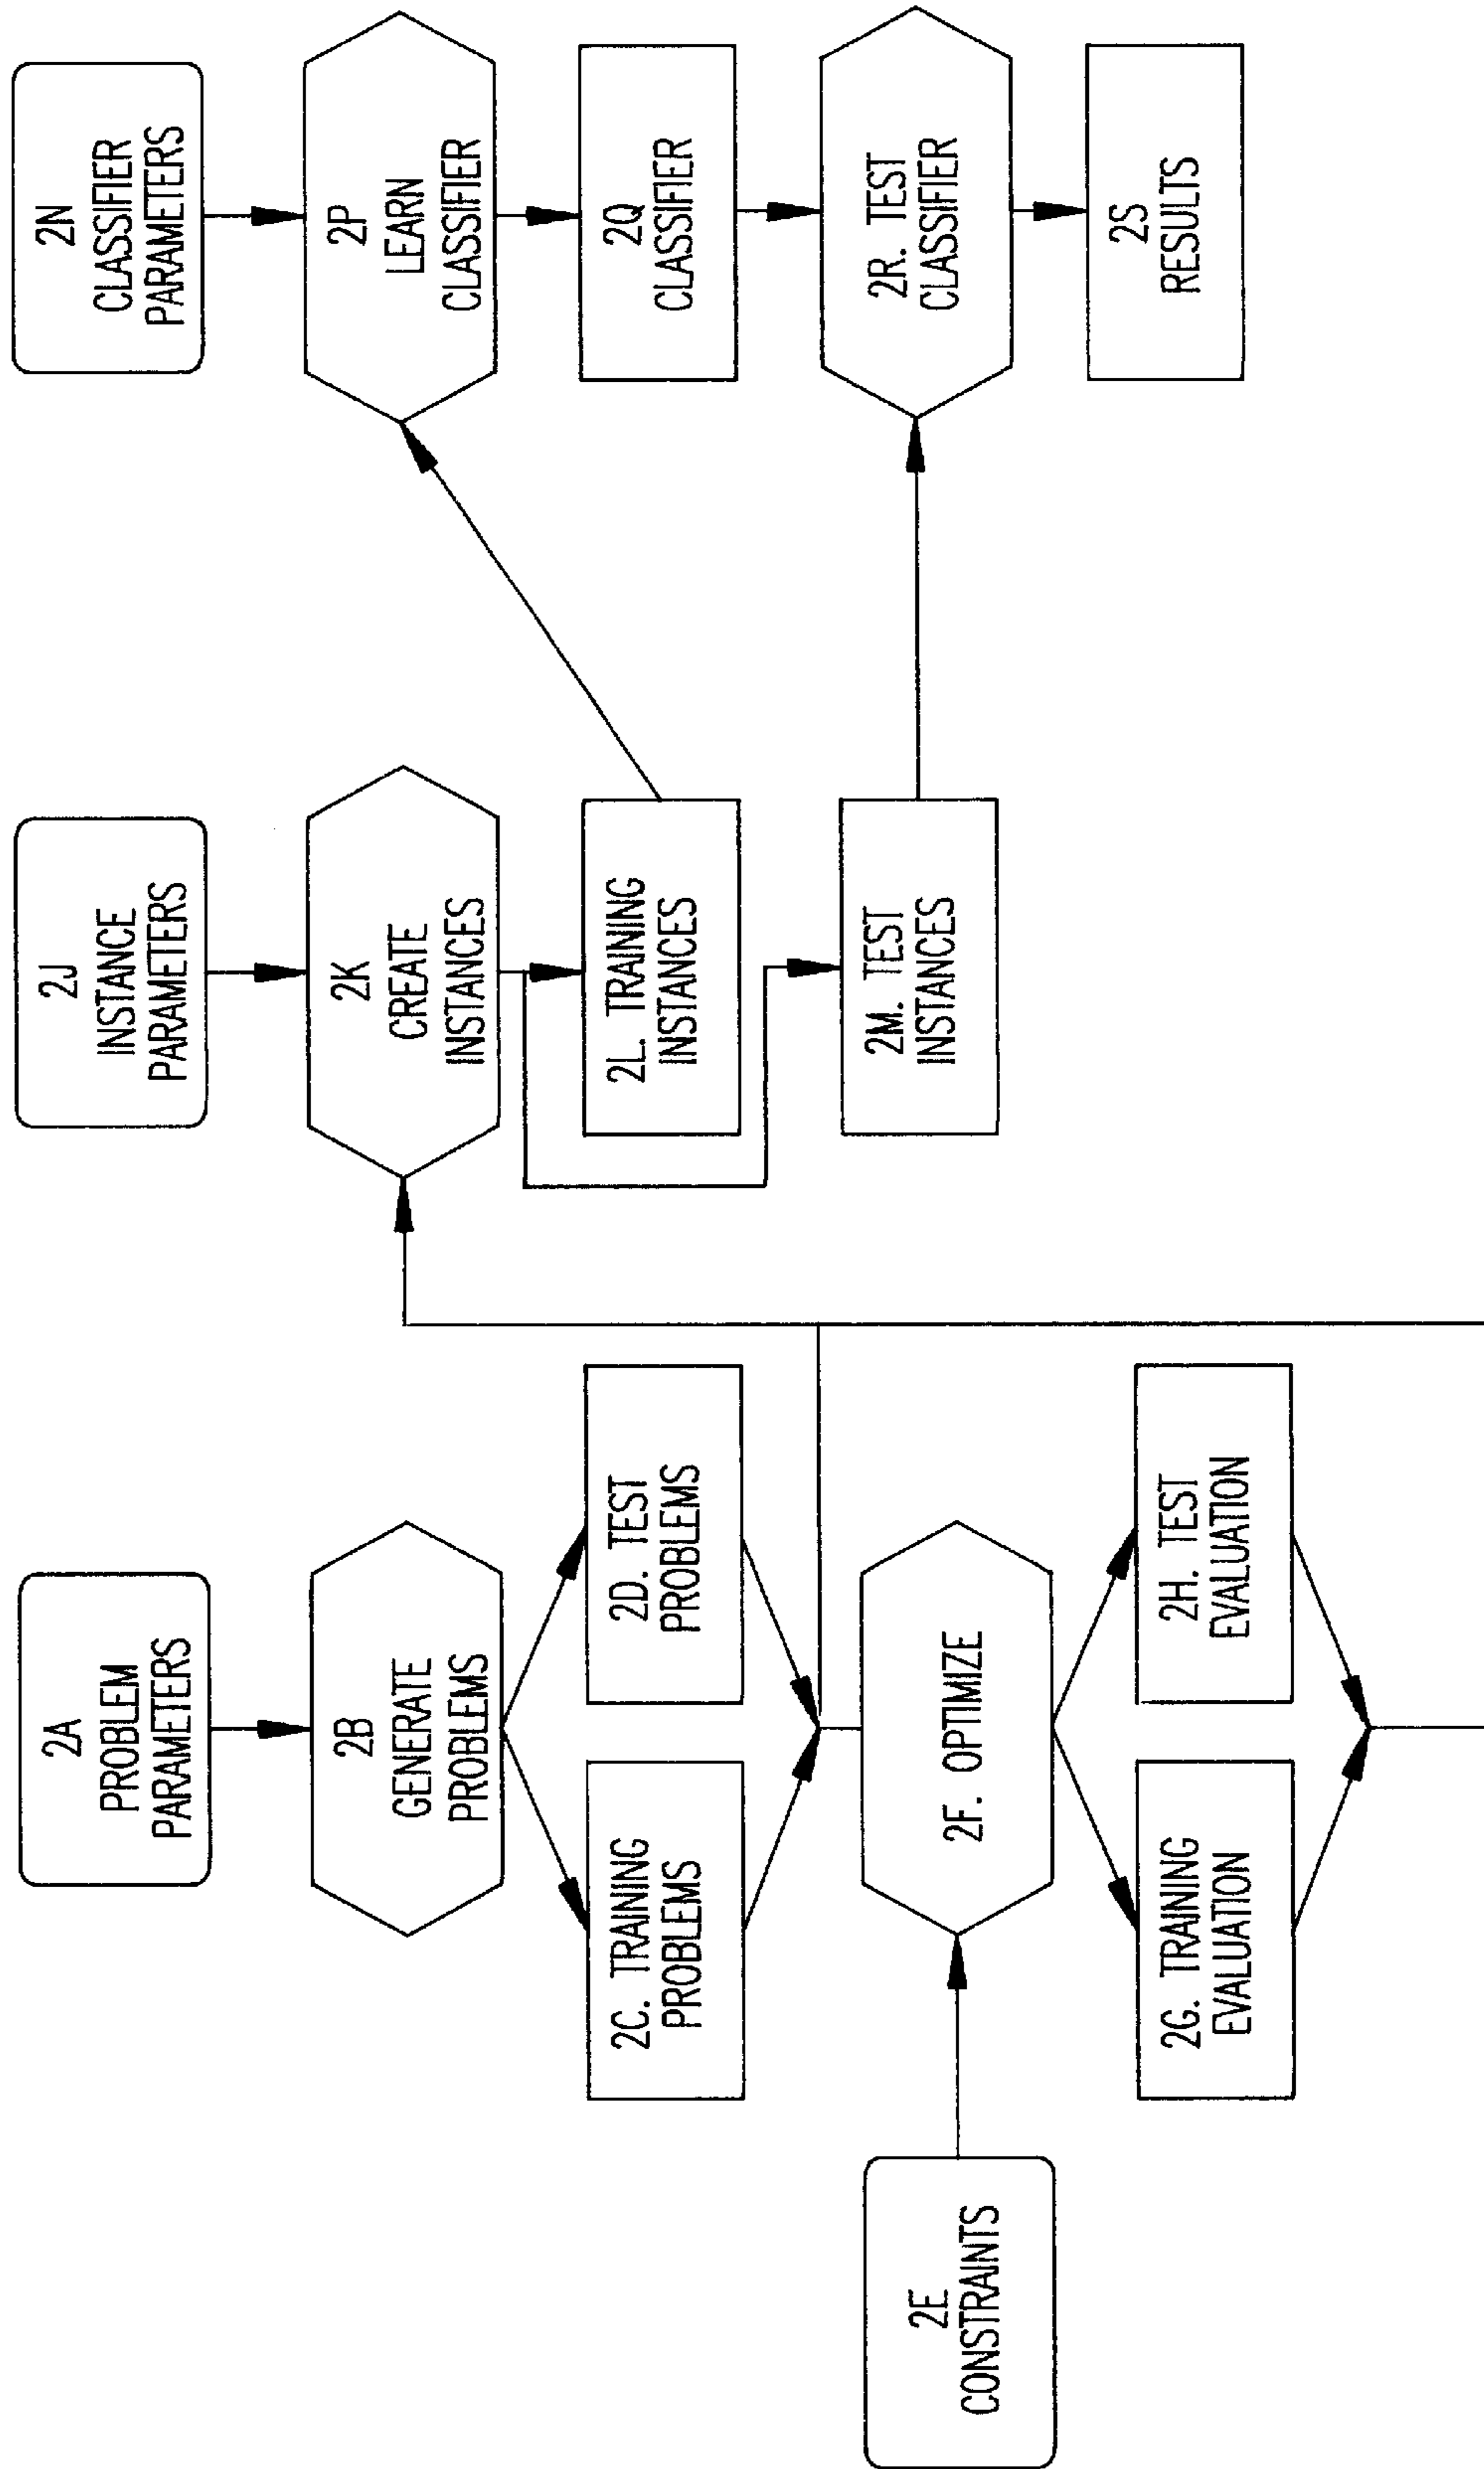 2A
PROBLEM
PARAMETERS
2B
GENERATE
PROBLEMS
2C. TRAINING
PROBLEMS
2D. TEST
PROBLEMS
2E
CONSTRAINTS
2F. OPTIMIZE
2G. TRAINING
EVALUATION
2H. TEST
EVALUATION
2J
INSTANCE
PARAMETERS
2K
CREATE
INSTANCES
2L. TRAINING
INSTANCES
2M. TEST
INSTANCES
2N
CLASSIFIER
PARAMETERS
2P
LEARN
CLASSIFIER
2Q
CLASSIFIER
2R. TEST
CLASSIFIER
2S
RESULTS